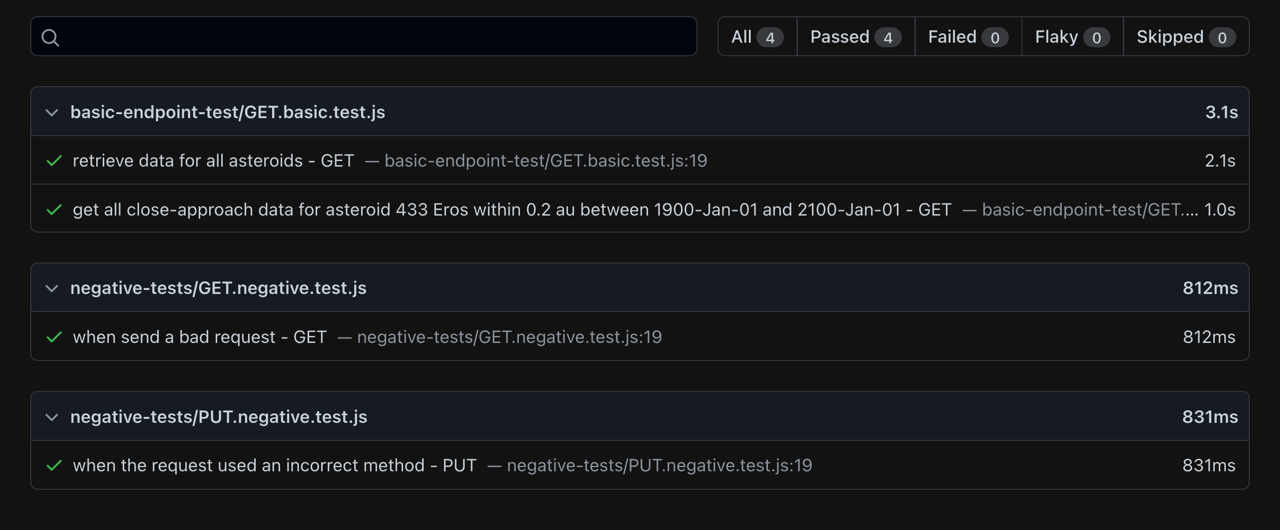 All 4 Passed 4 Failed 0 Flaky 0 Skipped 0
basic-endpoint-test/GET.basic.test.js 3.1s
retrieve data for all asteroids - GET — basic-endpoint-test/GET.basic.test.js:19 2.1s
get all close-approach data for asteroid 433 Eros within 0.2 au between 1900-Jan-01 and 2100-Jan-01 - GET — basic-endpoint-test/GET.... 1.0s
negative-tests/GET.negative.test.js 812ms
when send a bad request - GET — negative-tests/GET.negative.test.js:19 812ms
negative-tests/PUT.negative.test.js 831ms
when the request used an incorrect method - PUT — negative-tests/PUT.negative.test.js:19 831ms